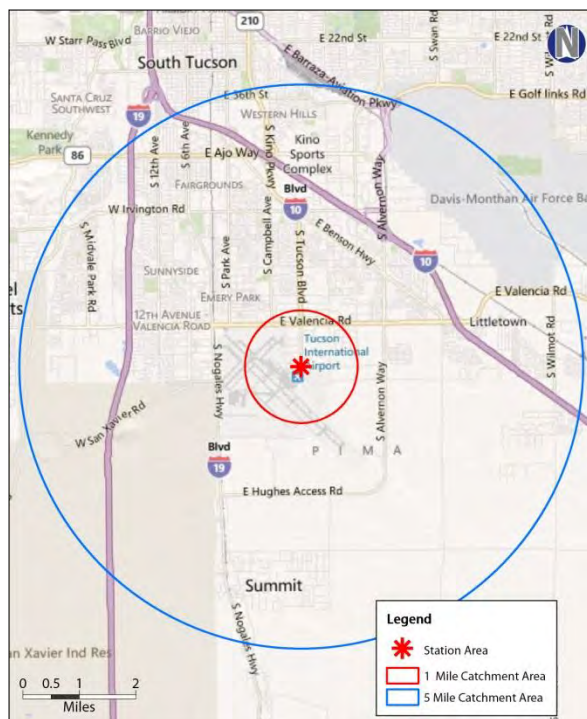 BARRIO VIEJO
210
W Starr Pass Blvd
E 22nd St
S Swan Rd
E 22nd St
N
South Tucson
E Barraza-Aviation Pkwy
SANTA CRUZ
SOUTHWEST
E 36th St
E Golf links Rd
WESTERN HILLS
19
Kennedy
Park
86
S 12th Ave
S 6th Ave
E Ajo Way
S Kino Pkwy
Kino
Sports
Complex
FAIRGROUNDS
Blvd
10
S Alvernon Way
Davis-Monthan Air Force Ba
W Irvington Rd
S Midvale Park Rd
S Park Ave
S Campbell Ave
S Tucson Blvd
E Benson Hwy
10
SUNNYSIDE
EMERY PARK
E Valencia Rd
12TH AVENUE
VALENCIA ROAD
E Valencia Rd
Littletown
S Wilmot Rd
Tucson
International
Airport
S Nogales Hwy
S Alvernon Way
W San Xavier Rd
Blvd
19
P I M A
E Hughes Access Rd
Summit
S Nogales Hwy
an Xavier Ind Res
0 0.5 1 2
Miles
Legend
Station Area
1 Mile Catchment Area
5 Mile Catchment Area